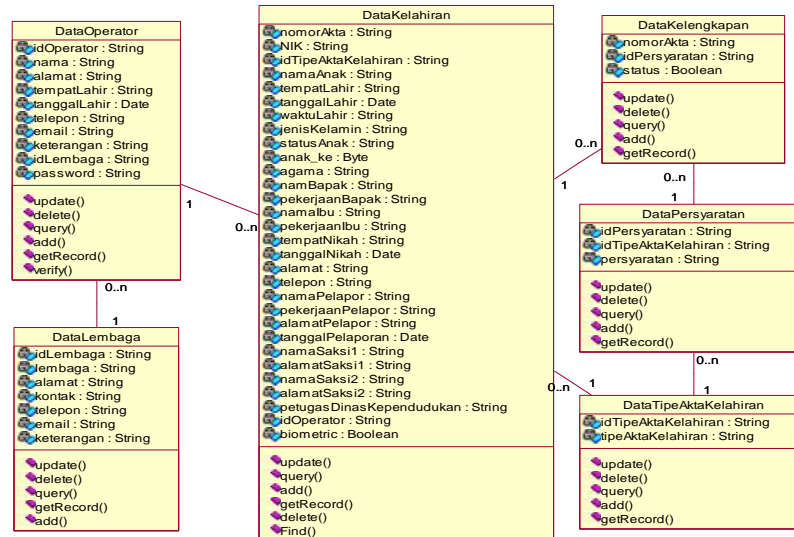 DataOperator
idOperator : String
nama : String
alamat : String
tempatLahir : String
tanggalLahir : Date
telepon : String
email : String
keterangan : String
idLembaga : String
password : String
update()
delete()
query()
add()
getRecord()
verify()
1
0..n
0..n
1
DataLembaga
idLembaga : String
lembaga : String
alamat : String
kontak : String
telepon : String
email : String
keterangan : String
update()
delete()
query()
getRecord()
add()
DataKelahiran
nomorAkta : String
NIK : String
idTipeAktaKelahiran : String
namaAnak : String
tempatLahir : String
tanggalLahir : Date
waktuLahir : String
jenisKelamin : String
statusAnak : String
anak_ke : Byte
agama : String
namBapak : String
pekerjaanBapak : String
namaIbu : String
pekerjaanIbu : String
tempatNikah : String
tanggalNikah : Date
alamat : String
telepon : String
namaPelapor : String
pekerjaanPelapor : String
alamatPelapor : String
tanggalPelaporan : Date
namaSaksi1 : String
alamatSaksi1 : String
namaSaksi2 : String
alamatSaksi2 : String
petugasDinasKependudukan : String
idOperator : String
biometric : Boolean
update()
query()
add()
getRecord()
delete()
Find()
0..n
1
0..n
1
DataKelengkapan
nomorAkta : String
idPersyaratan : String
status : Boolean
update()
delete()
query()
add()
getRecord()
0..n
1
DataPersyaratan
idPersyaratan : String
idTipeAktaKelahiran : String
persyaratan : String
update()
delete()
query()
add()
getRecord()
0..n
1
DataTipeAktaKelahiran
idTipeAktaKelahiran : String
tipeAktaKelahiran : String
update()
delete()
query()
add()
getRecord()